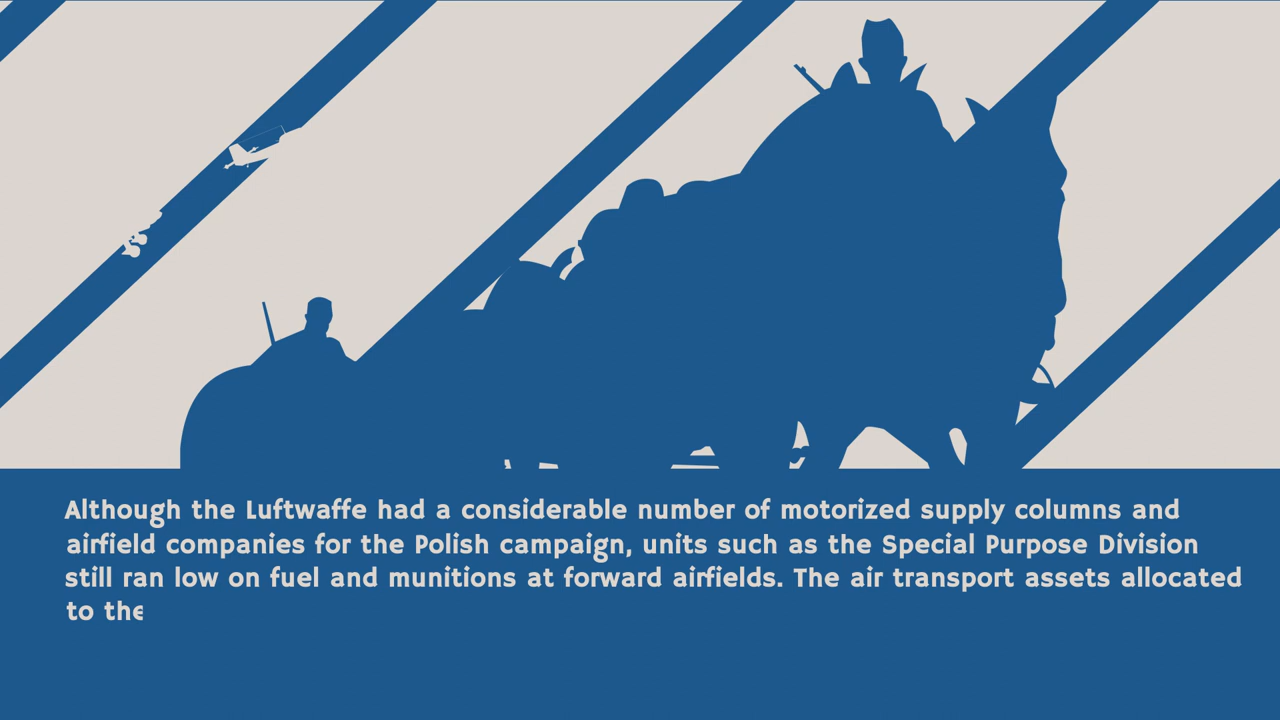 Although the Luftwaffe had a considerable number of motorized supply columns and
airfield companies for the Polish campaign, units such as the Special Purpose Division
still ran low on fuel and munitions at forward airfields. The air transport assets allocated
to the